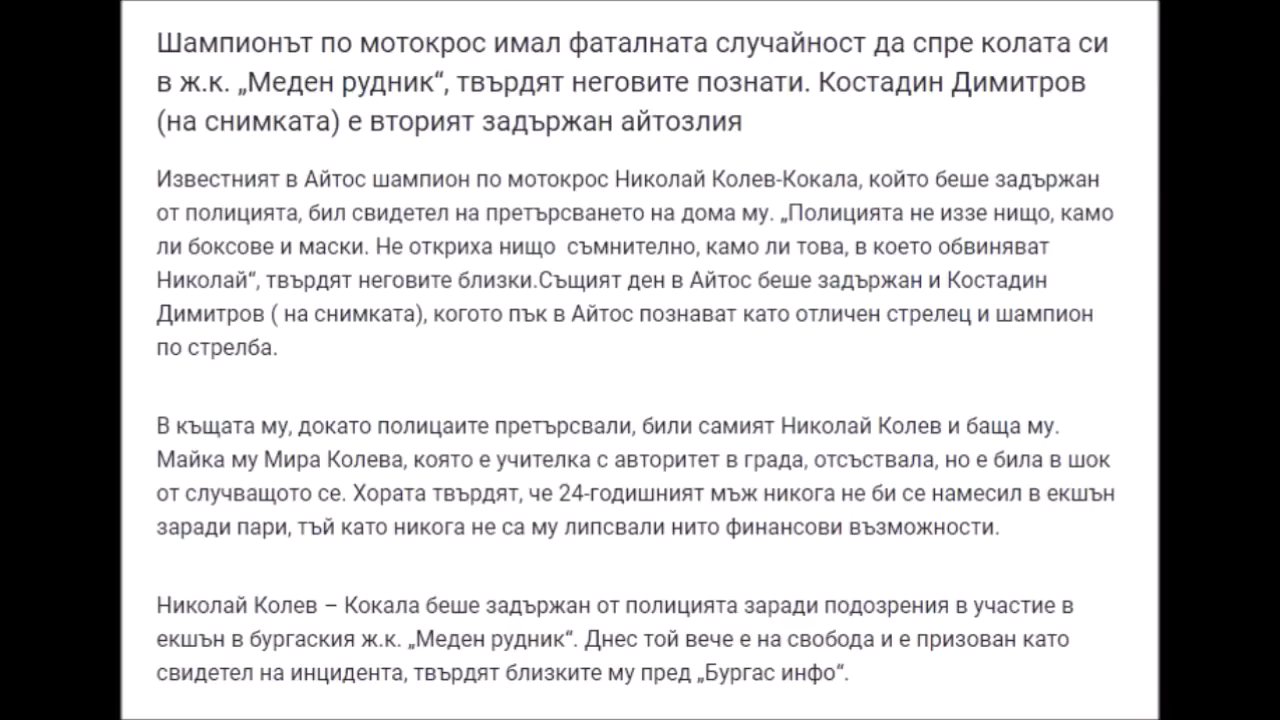 Шампионът по мотокрос имал фаталната случайност да спре колата си
в ж.к. „Меден рудник“, твърдят неговите познати. Костадин Димитров
(на снимката) е вторият задържан айтозлия
Известният в Айтос шампион по мотокрос Николай Колев-Кокала, който беше задържан
от полицията, бил свидетел на претърсването на дома му. „Полицията не иззе нищо, камо
ли боксове и маски. Не откриха нищо  съмнително, камо ли това, в което обвиняват
Николай“, твърдят неговите близки.Същият ден в Айтос беше задържан и Костадин
Димитров ( на снимката), когото пък в Айтос познават като отличен стрелец и шампион
по стрелба.
В къщата му, докато полицаите претърсвали, били самият Николай Колев и баща му.
Майка му Мира Колева, която е учителка с авторитет в града, отсъствала, но е била в шок
от случващото се. Хората твърдят, че 24-годишният мъж никога не би се намесил в екшън
заради пари, тъй като никога не са му липсвали нито финансови възможности.
Николай Колев – Кокала беше задържан от полицията заради подозрения в участие в
екшън в бургаския ж.к. „Меден рудник“. Днес той вече е на свобода и е призован като
свидетел на инцидента, твърдят близките му пред „Бургас инфо“.